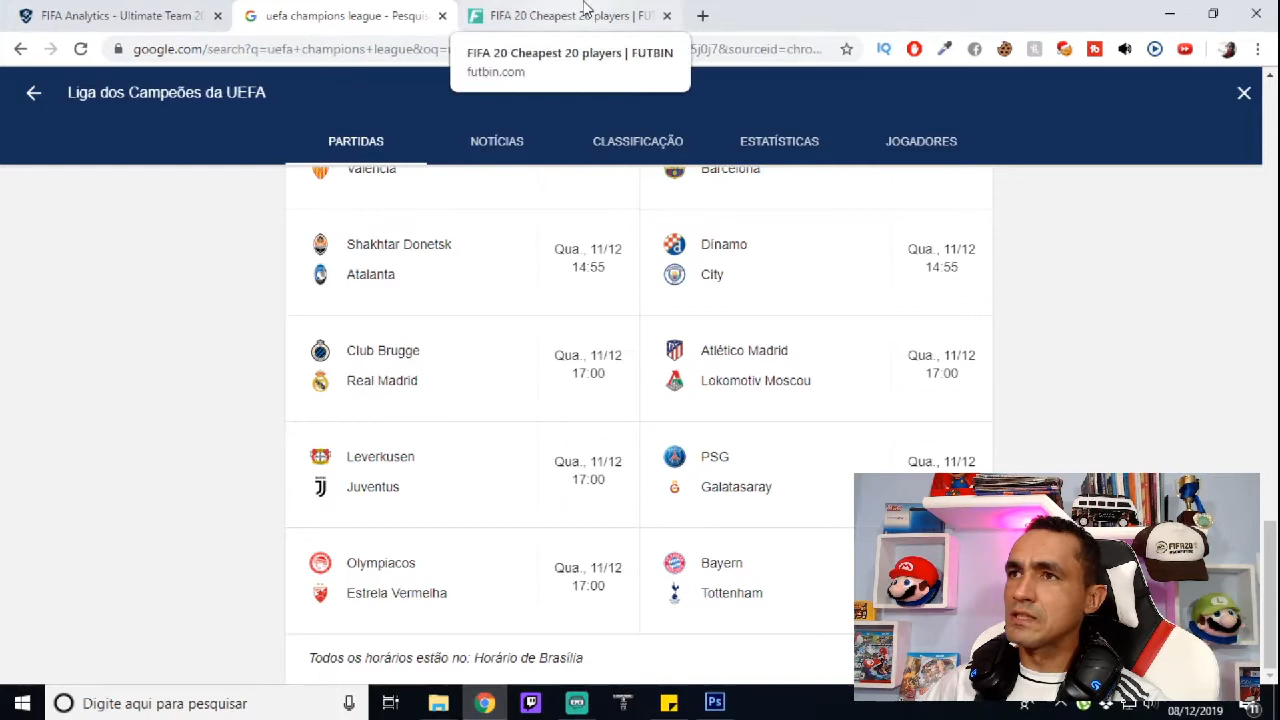 FIFA Analytics - Ultimate Team 20
uefa champions league - Pesquis
FIFA 20 Cheapest 20 players | FUT
google.com/search?q=uefa+champions+league&oq=
5j0j7&sourceid=chro...
FIFA 20 Cheapest 20 players | FUTBIN
futbin.com
Liga dos Campeões da UEFA
PARTIDAS
NOTÍCIAS
CLASSIFICAÇÃO
ESTATÍSTICAS
JOGADORES
Valencia
Barcelona
Shakhtar Donetsk
Atalanta
Qua., 11/12
14:55
Dínamo
City
Qua., 11/12
14:55
Club Brugge
Real Madrid
Qua., 11/12
17:00
Atlético Madrid
Lokomotiv Moscou
Qua., 11/12
17:00
Leverkusen
Juventus
Qua., 11/12
17:00
PSG
Galatasaray
Qua., 11/12
Olympiacos
Estrela Vermelha
Qua., 11/12
17:00
Bayern
Tottenham
Todos os horários estão no: Horário de Brasília
FIFA20
Digite aqui para pesquisar
08/12/2019